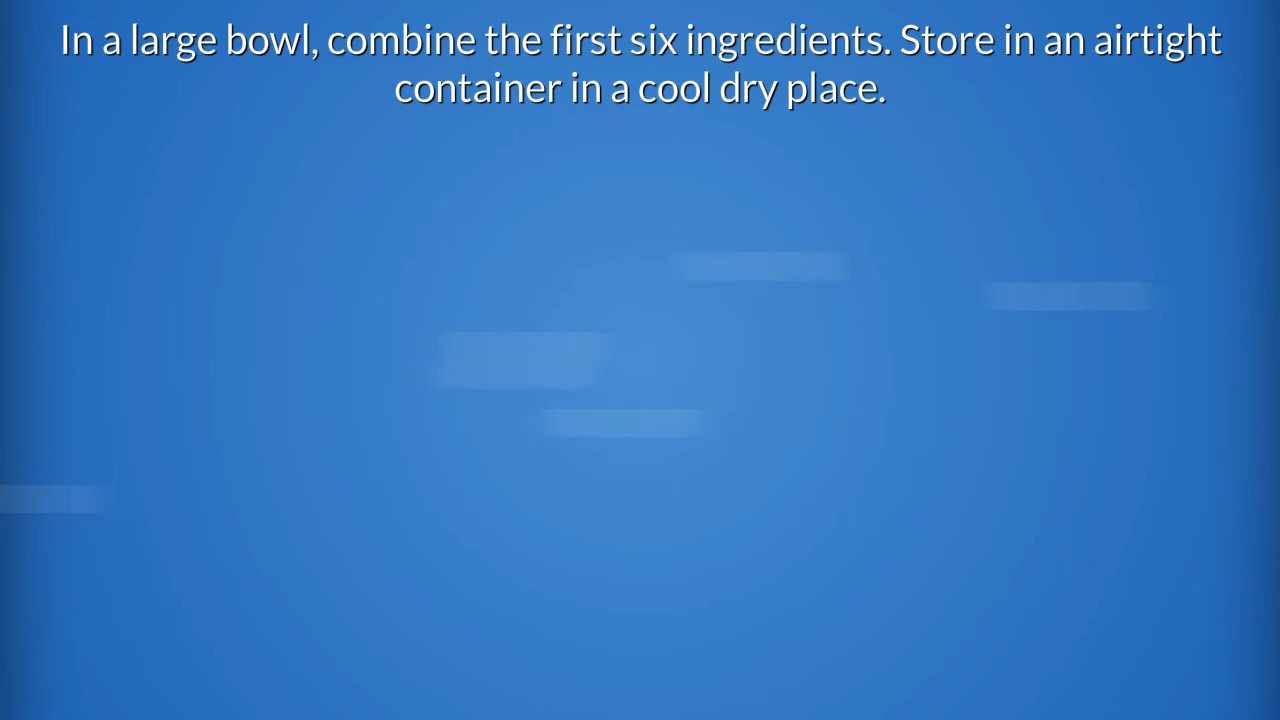 In a large bowl, combine the first six ingredients. Store in an airtight
container in a cool dry place.